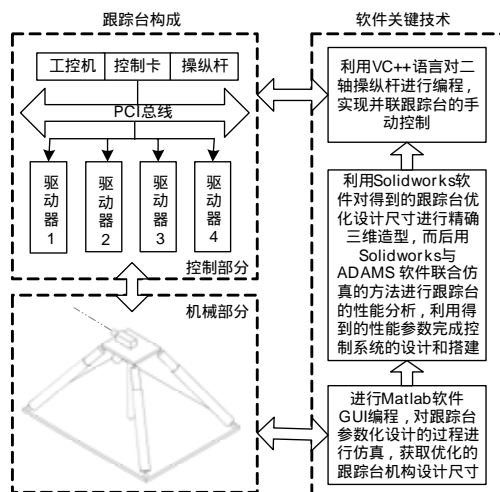 跟踪台构成
工控机 控制卡 操纵杆
PCI总线
驱动器1 驱动器2 驱动器3 驱动器4
控制部分
机械部分
软件关键技术
利用VC++语言对二
轴操纵杆进行编程，
实现并联跟踪台的手
动控制
利用Solidworks软
件对得到的跟踪台优
化设计尺寸进行精确
三维造型，而后用
Solidworks与
ADAMS 软件联合仿
真的方法进行跟踪台
的性能分析，利用得
到的性能参数完成控
制系统的设计和搭建
进行Matlab软件
GUI编程，对跟踪台
参数化设计的过程进
行仿真，获取优化的
跟踪台机构设计尺寸